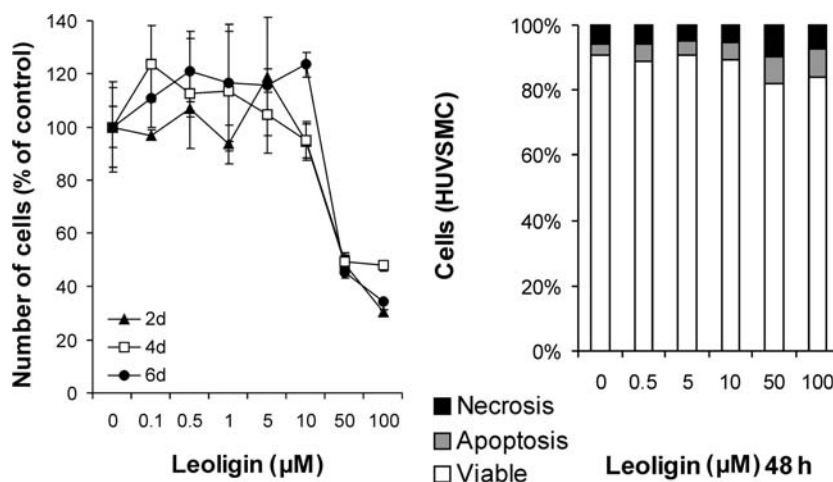 Number of cells (% of control)
140
120
100
80
60
40
20
0
2d
4d
6d
0 0.1 0.5 1 5 10 50 100
Leoligin (µM)
Cells (HUVSMC)
100%
80%
60%
40%
20%
0%
0 0.5 5 10 50 100
Necrosis
Apoptosis
Viable
Leoligin (µM) 48 h